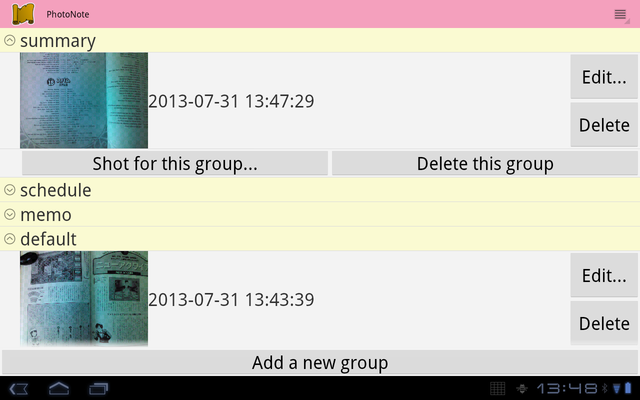 PhotoNote
summary
2013-07-31 13:47:29
Edit...
Delete
Shot for this group...
Delete this group
schedule
memo
default
2013-07-31 13:43:39
Edit...
Delete
Add a new group
13:48